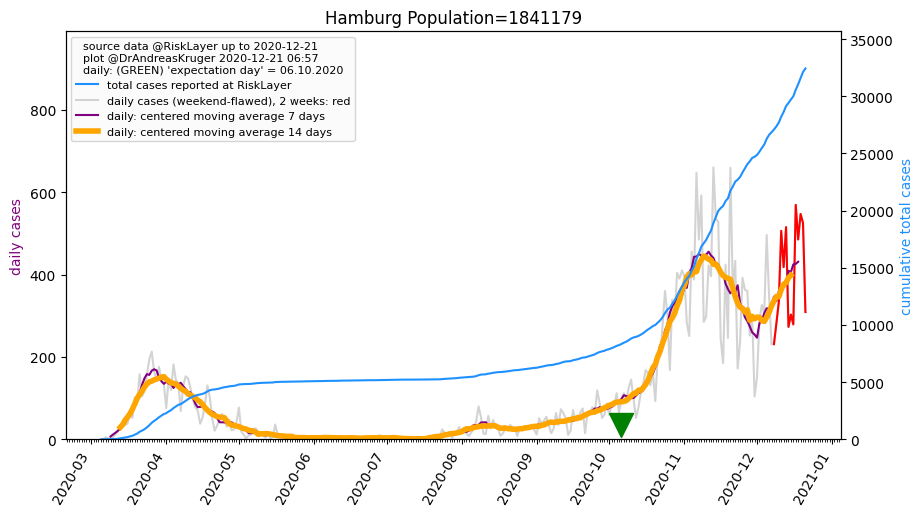 Hamburg Population=1841179
source data @RiskLayer up to 2020-12-21
plot @DrAndreasKruger 2020-12-21 06:57
daily: (GREEN) 'expectation day' = 06.10.2020
total cases reported at RiskLayer
daily cases (weekend-flawed), 2 weeks: red
daily: centered moving average 7 days
daily: centered moving average 14 days
daily cases
800
600
400
200
0
35000
30000
25000
20000
15000
10000
5000
0
cumulative total cases
2020-03
2020-04
2020-05
2020-06
2020-07
2020-08
2020-09
2020-10
2020-11
2020-12
2021-01